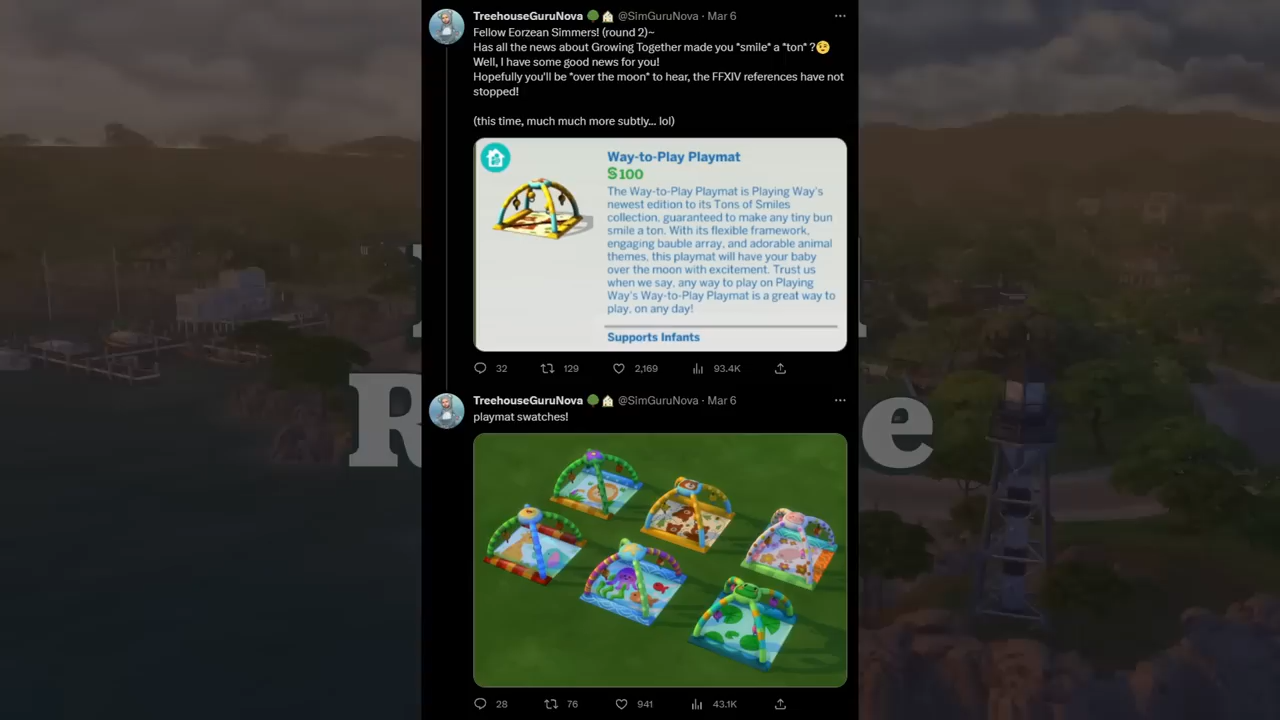 TreehouseGuruNova 🌳 🏠 @SimGuruNova · Mar 6
Fellow Eorzean Simmers! (round 2)~
Has all the news about Growing Together made you *smile* a *ton* ?🤨
Well, I have some good news for you!
Hopefully you'll be *over the moon* to hear, the FFXIV references have not
stopped!
(this time, much much more subtly... lol)
Way-to-Play Playmat
§100
The Way-to-Play Playmat is Playing Way's
newest edition to its Tons of Smiles
collection, guaranteed to make any tiny bun
smile a ton. With its flexible framework,
engaging bauble array, and adorable animal
themes, this playmat will have your baby
over the moon with excitement. Trust us
when we say, any way to play on Playing
Way's Way-to-Play Playmat is a great way to
play, on any day!
Supports Infants
32 129 2,169 93.4K
TreehouseGuruNova 🌳 🏠 @SimGuruNova · Mar 6
playmat swatches!
28 76 941 43.1K
R
e